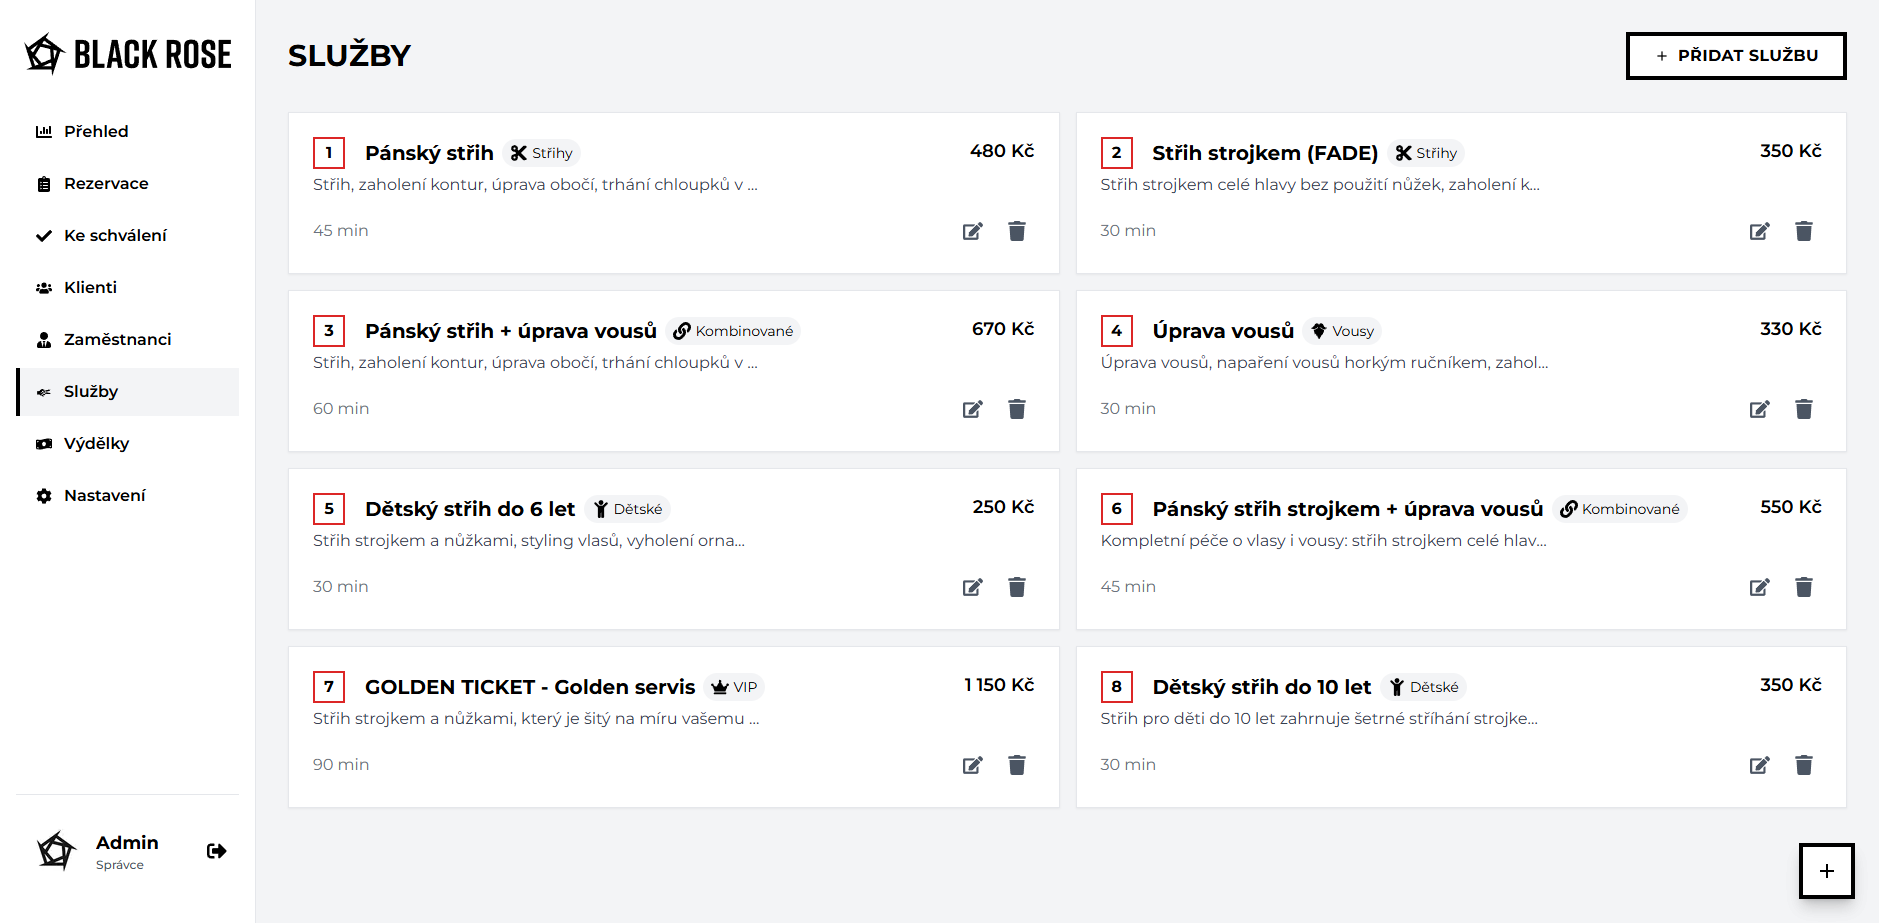 BLACK ROSE
Přehled
Rezervace
Ke schválení
Klienti
Zaměstnanci
Služby
Výdělky
Nastavení
Admin
Správce
SLUŽBY
+ PŘIDAT SLUŽBU
1 Pánský střih Střihy 480 Kč
Střih, zaholení kontur, úprava obočí, trhání chloupků v ...
45 min
2 Střih strojkem (FADE) Střihy 350 Kč
Střih strojkem celé hlavy bez použití nůžek, zaholení k...
30 min
3 Pánský střih + úprava vousů Kombinované 670 Kč
Střih, zaholení kontur, úprava obočí, trhání chloupků v ...
60 min
4 Úprava vousů Vousy 330 Kč
Úprava vousů, napaření vousů horkým ručníkem, zahol...
30 min
5 Dětský střih do 6 let Dětské 250 Kč
Střih strojkem a nůžkami, styling vlasů, vyholení orna...
30 min
6 Pánský střih strojkem + úprava vousů Kombinované 550 Kč
Kompletní péče o vlasy i vousy: střih strojkem celé hlav...
45 min
7 GOLDEN TICKET - Golden servis VIP 1 150 Kč
Střih strojkem a nůžkami, který je šitý na míru vašemu ...
90 min
8 Dětský střih do 10 let Dětské 350 Kč
Střih pro děti do 10 let zahrnuje šetrné stříhání strojke...
30 min
+